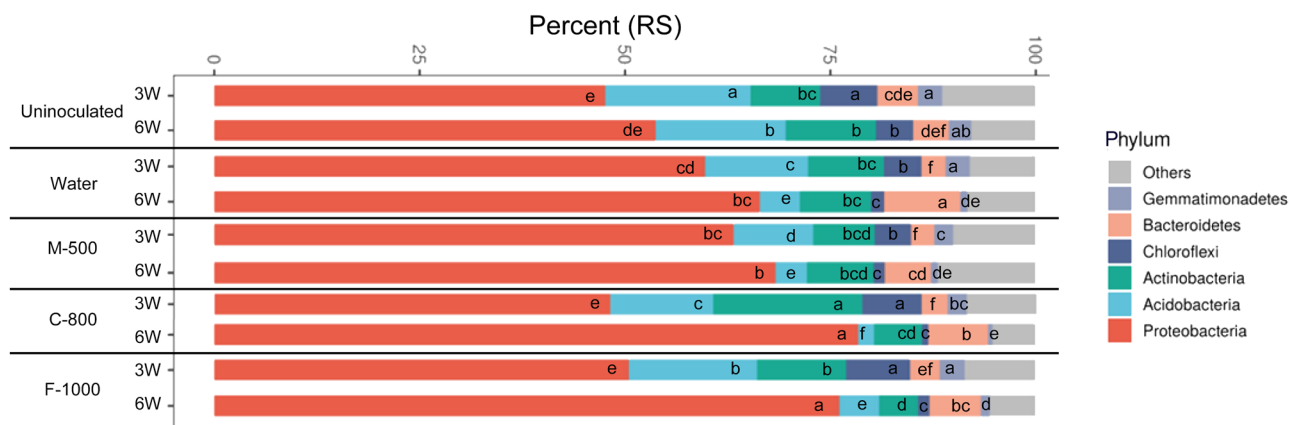 Percent (RS)
0 25 50 75 100
Uninoculated
3W e a bc a cde a
6W de b b b def ab
Water
3W cd c bc b f a
6W bc e bc c a de
M-500
3W bc d bcd b f c
6W b e bcd c cd de
C-800
3W e c a a f bc
6W a f cd c b e
F-1000
3W e b b a ef a
6W a e d c bc d
Phylum
Others
Gemmatimonadetes
Bacteroidetes
Chloroflexi
Actinobacteria
Acidobacteria
Proteobacteria